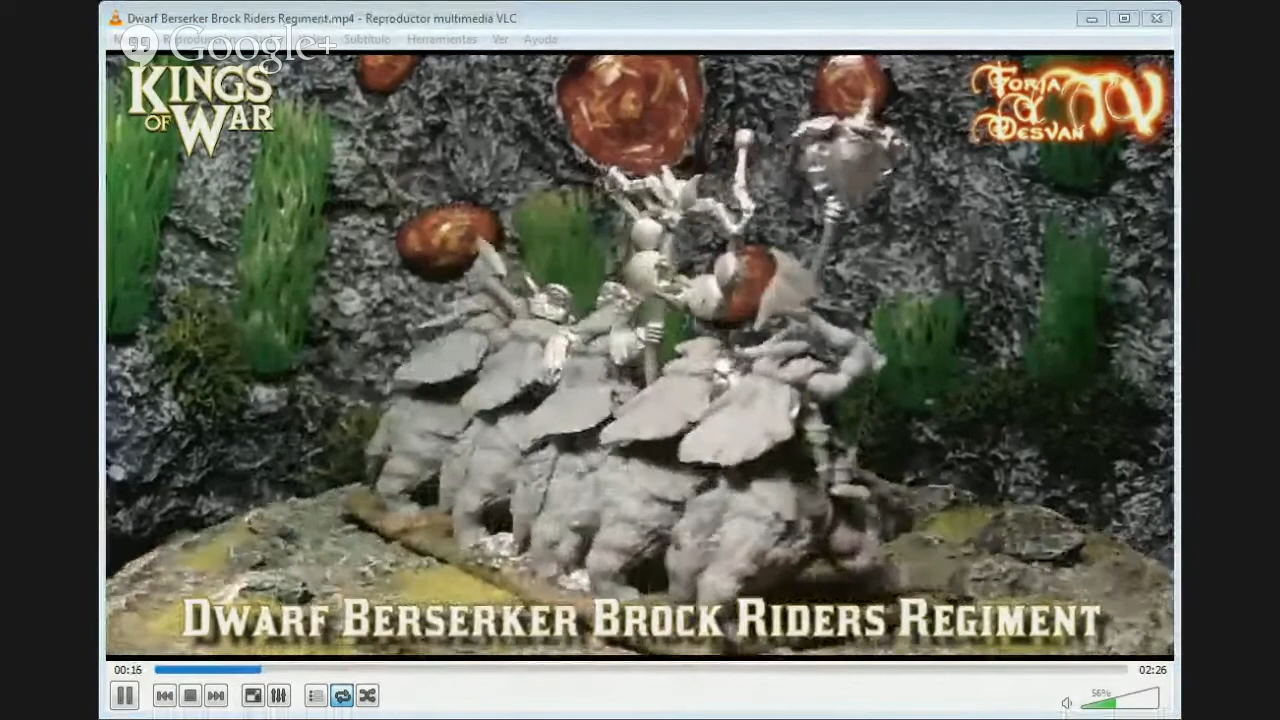 Dwarf Berserker Brock Riders Regiment.mp4 - Reproductor multimedia VLC
Subtítulo Herramientas Ver Ayuda
Google+
KINGS
OF WAR
FORJA
DESVAN
TV
DWARF BERSERKER BROCK RIDERS REGIMENT
00:16
02:26
56%